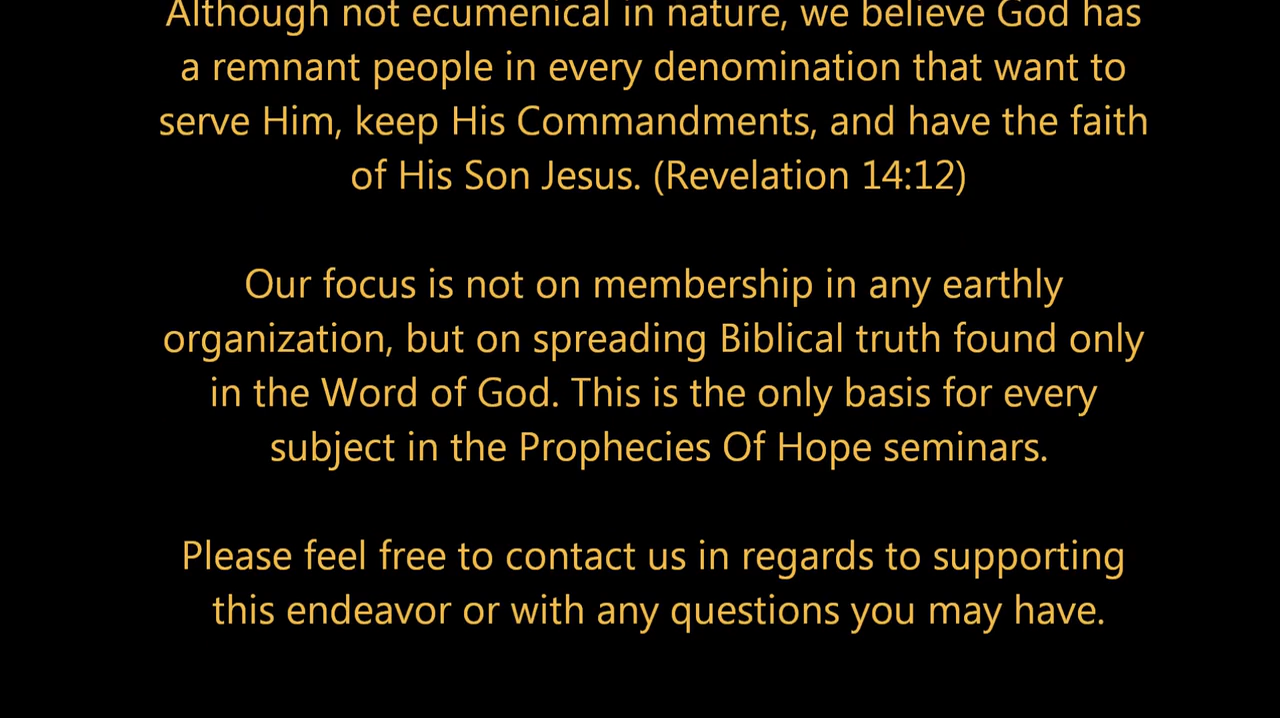 Although not ecumenical in nature, we believe God has
a remnant people in every denomination that want to
serve Him, keep His Commandments, and have the faith
of His Son Jesus. (Revelation 14:12)
Our focus is not on membership in any earthly
organization, but on spreading Biblical truth found only
in the Word of God. This is the only basis for every
subject in the Prophecies Of Hope seminars.
Please feel free to contact us in regards to supporting
this endeavor or with any questions you may have.